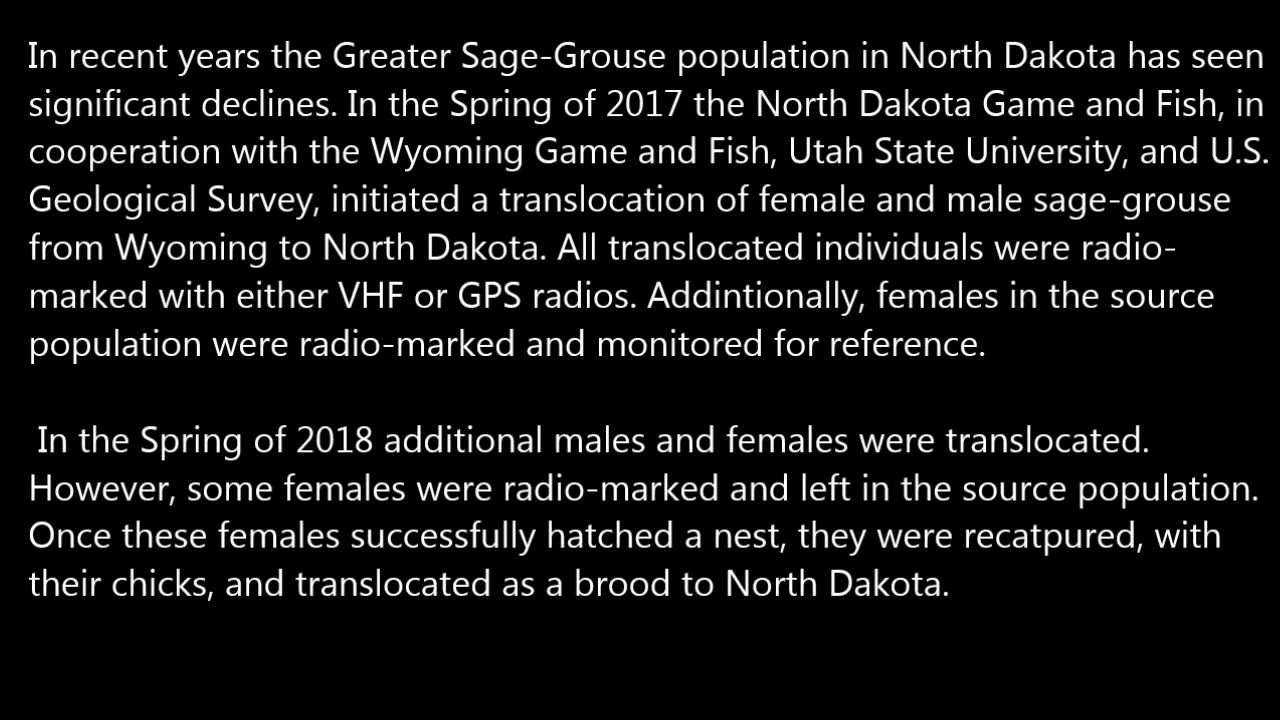 In recent years the Greater Sage-Grouse population in North Dakota has seen
significant declines. In the Spring of 2017 the North Dakota Game and Fish, in
cooperation with the Wyoming Game and Fish, Utah State University, and U.S.
Geological Survey, initiated a translocation of female and male sage-grouse
from Wyoming to North Dakota. All translocated individuals were radio-
marked with either VHF or GPS radios. Addintionally, females in the source
population were radio-marked and monitored for reference.
In the Spring of 2018 additional males and females were translocated.
However, some females were radio-marked and left in the source population.
Once these females successfully hatched a nest, they were recatpured, with
their chicks, and translocated as a brood to North Dakota.